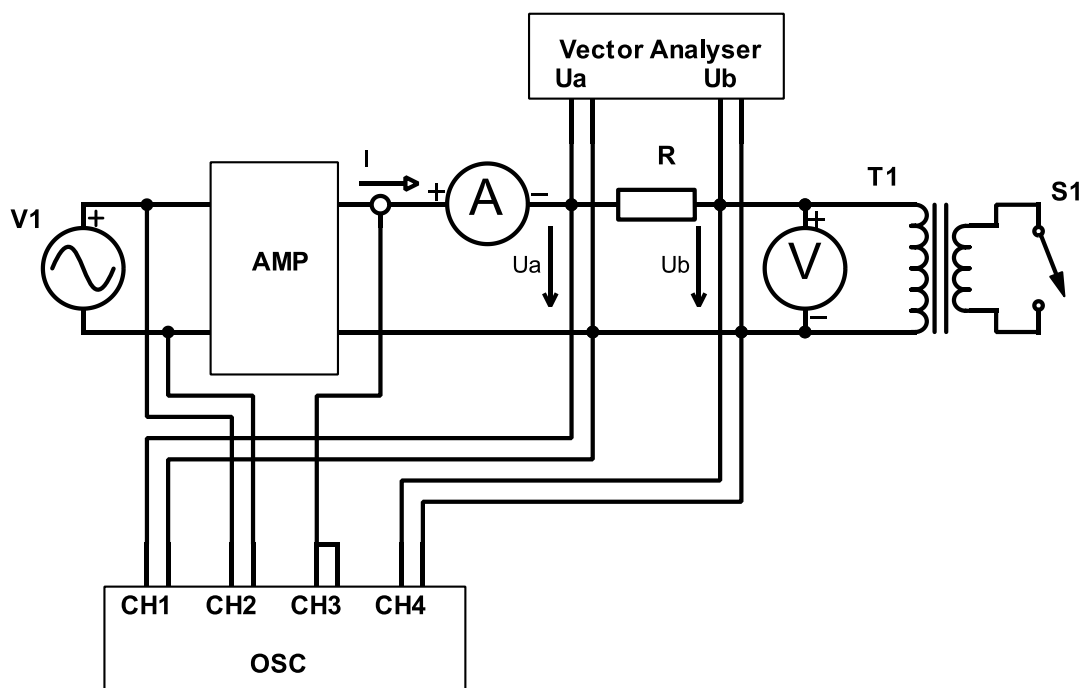 Vector Analyser
Ua Ub
I
R
T1
S1
V1
+
AMP
+
A
−
Ua
Ub
+
V
−
CH1 CH2 CH3 CH4
OSC